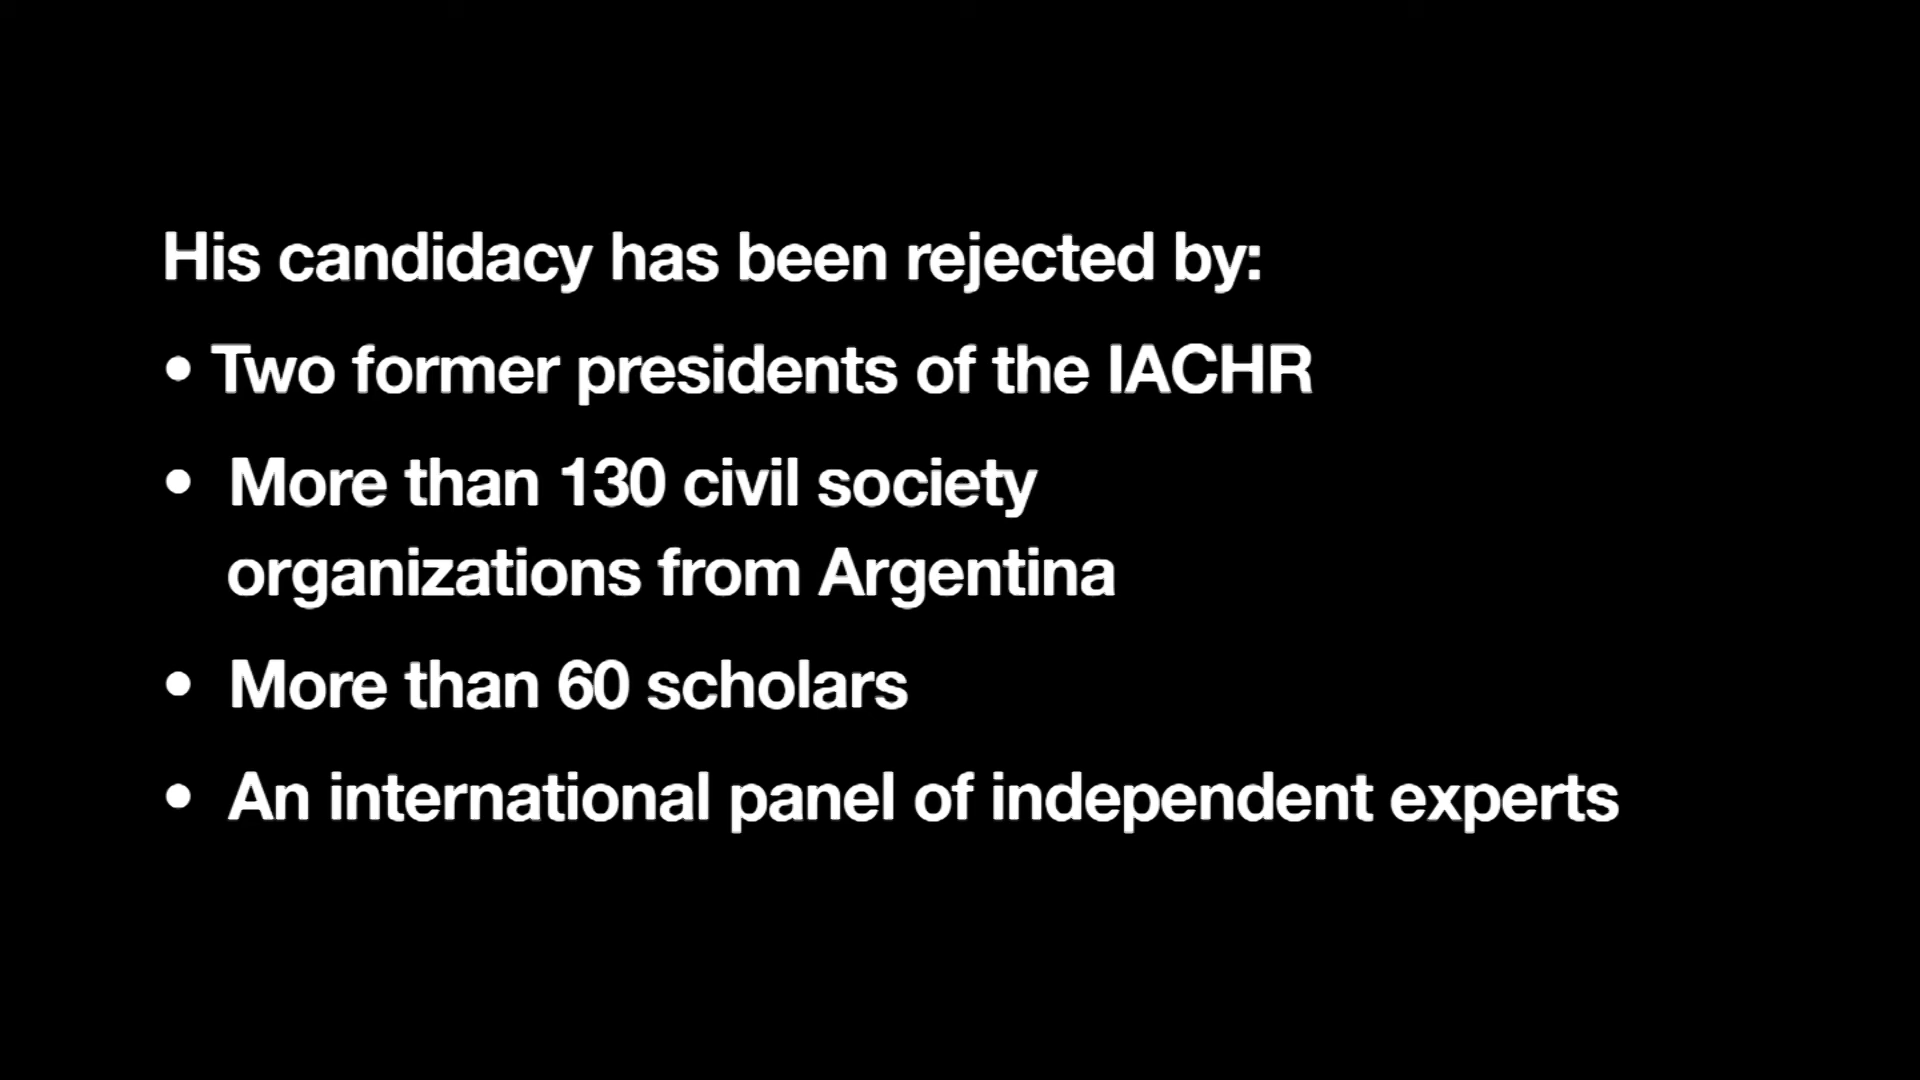 His candidacy has been rejected by:
• Two former presidents of the IACHR
• More than 130 civil society
organizations from Argentina
• More than 60 scholars
• An international panel of independent experts